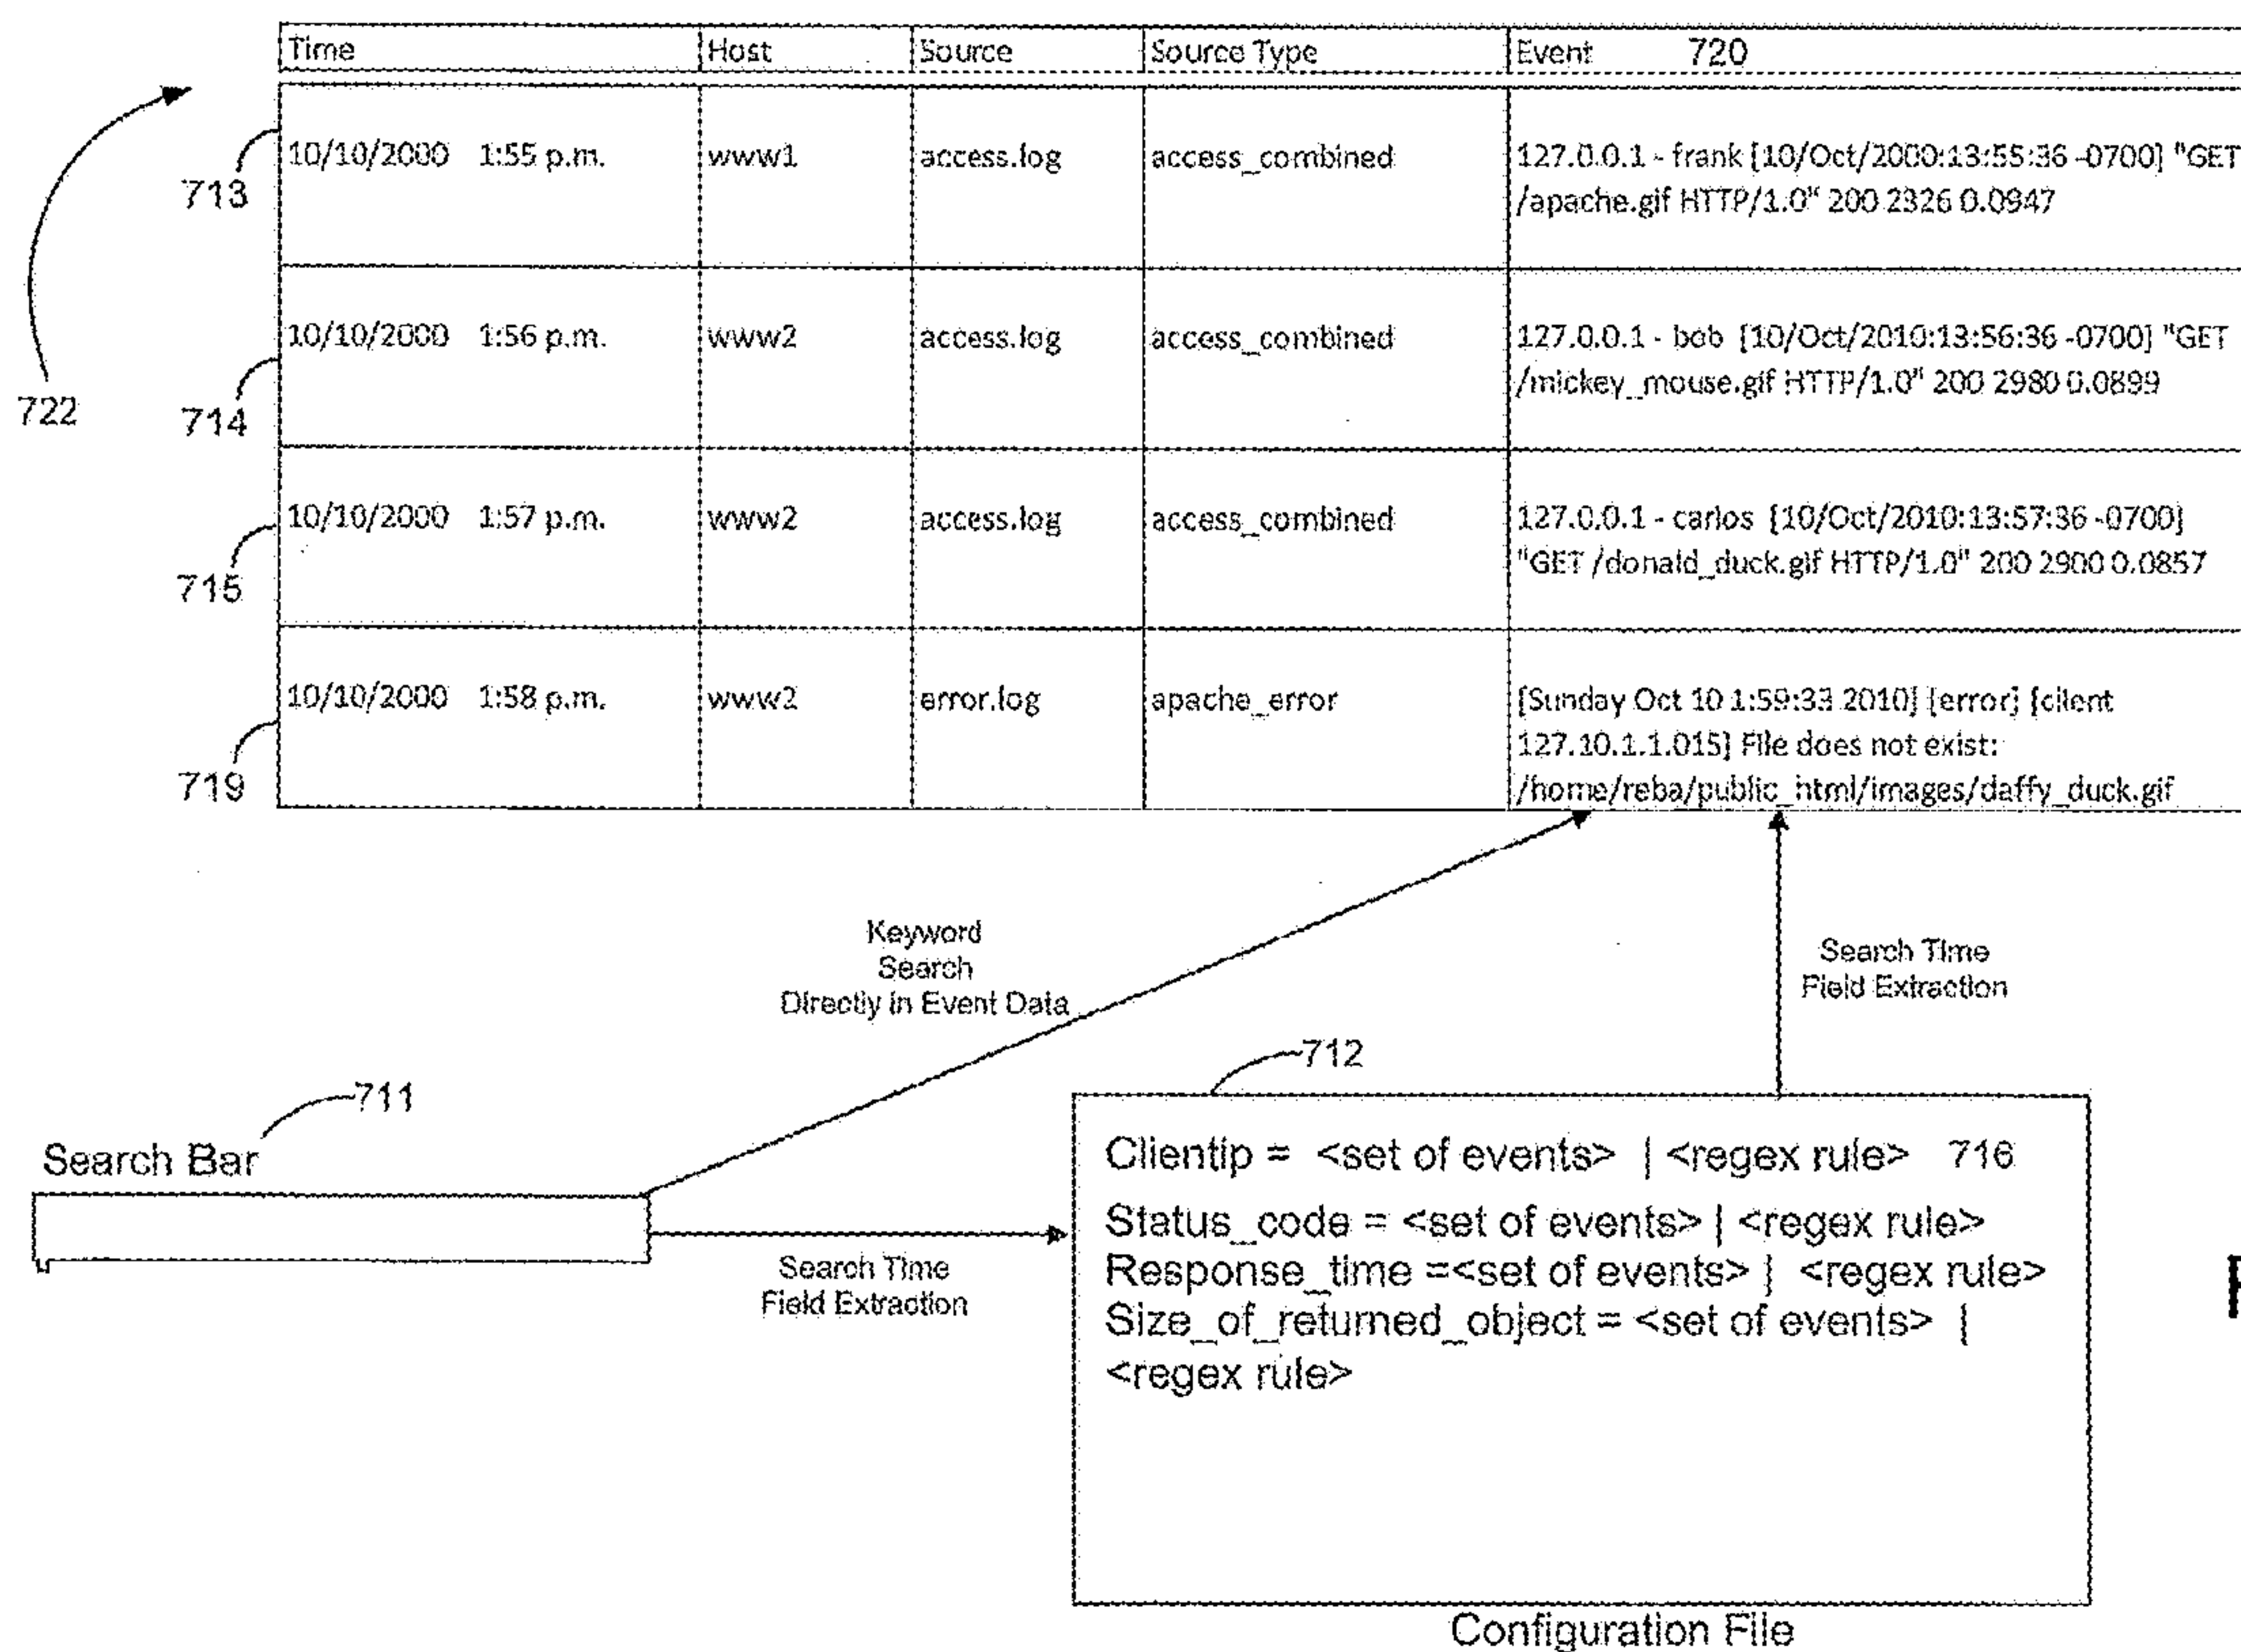 Time Host Source Source Type Event 720
713
10/10/2000 1:55 p.m. www1 access.log access_combined 127.0.0.1 - frank [10/Oct/2000:13:55:36 -0700] "GET
/apache.gif HTTP/1.0" 200 2326 0.0947
722
714
10/10/2000 1:56 p.m. www2 access.log access_combined 127.0.0.1 - bob [10/Oct/2010:13:56:36 -0700] "GET
/mickey_mouse.gif HTTP/1.0" 200 2980 0.0899
715
10/10/2000 1:57 p.m. www2 access.log access_combined 127.0.0.1 - carlos [10/Oct/2010:13:57:36 -0700]
"GET /donald_duck.gif HTTP/1.0" 200 2900 0.0857
719
10/10/2000 1:58 p.m. www2 error.log apache_error [Sunday Oct 10 1:59:33 2010] [error] [client
127.10.1.1.015] File does not exist:
/home/reba/public_html/images/daffy_duck.gif
Keyword
Search
Directly in Event Data
Search Time
Field Extraction
712
711
Search Bar
Search Time
Field Extraction
Clientip = <set of events> | <regex rule> 716
Status_code = <set of events> | <regex rule>
Response_time =<set of events> | <regex rule>
Size_of_returned_object = <set of events> |
<regex rule>
Configuration File